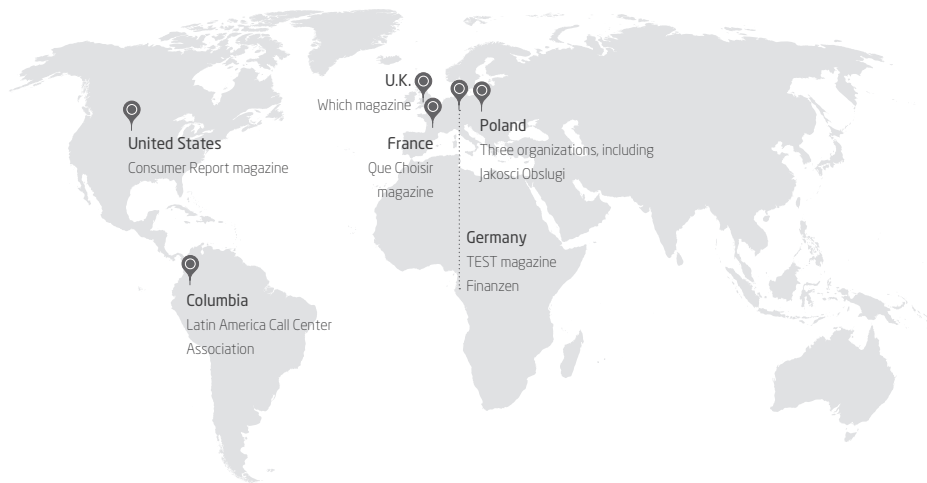 U.K.
Which magazine
United States
Consumer Report magazine
France
Que Choisir
magazine
Poland
Three organizations, including
Jakosci Obslugi
Germany
TEST magazine
Finanzen
Columbia
Latin America Call Center
Association